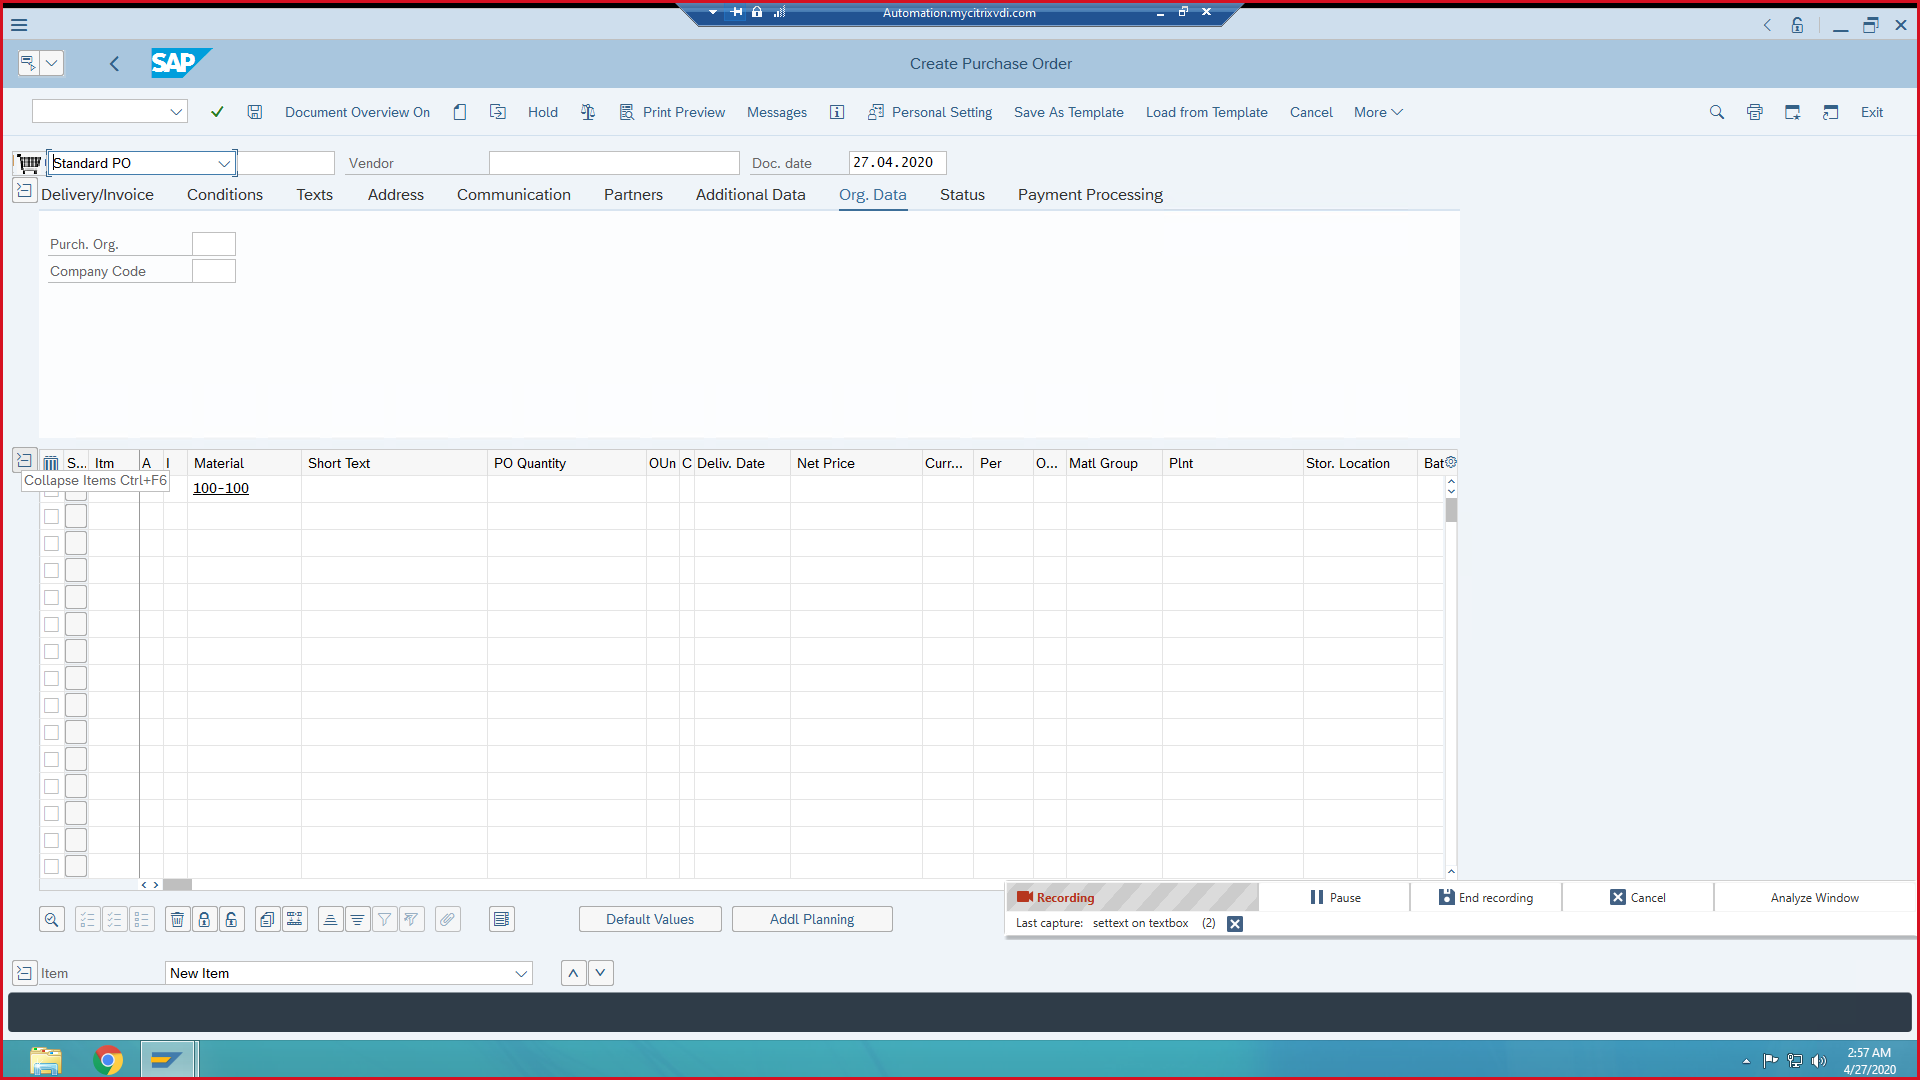 Automation.mycitrixvdi.com
SAP
Create Purchase Order
Document Overview On Hold Print Preview Messages Personal Setting Save As Template Load from Template Cancel More Exit
Standard PO Vendor Doc. date 27.04.2020
Delivery/Invoice Conditions Texts Address Communication Partners Additional Data Org. Data Status Payment Processing
Purch. Org.
Company Code
S... Itm A I Material Short Text PO Quantity OUn C Deliv. Date Net Price Curr... Per O... Matl Group Plnt Stor. Location Bat
Collapse Items Ctrl+F6
100-100
Recording Pause End recording Cancel Analyze Window
Default Values Addl Planning
Last capture: settext on textbox (2)
Item New Item
2:57 AM
4/27/2020